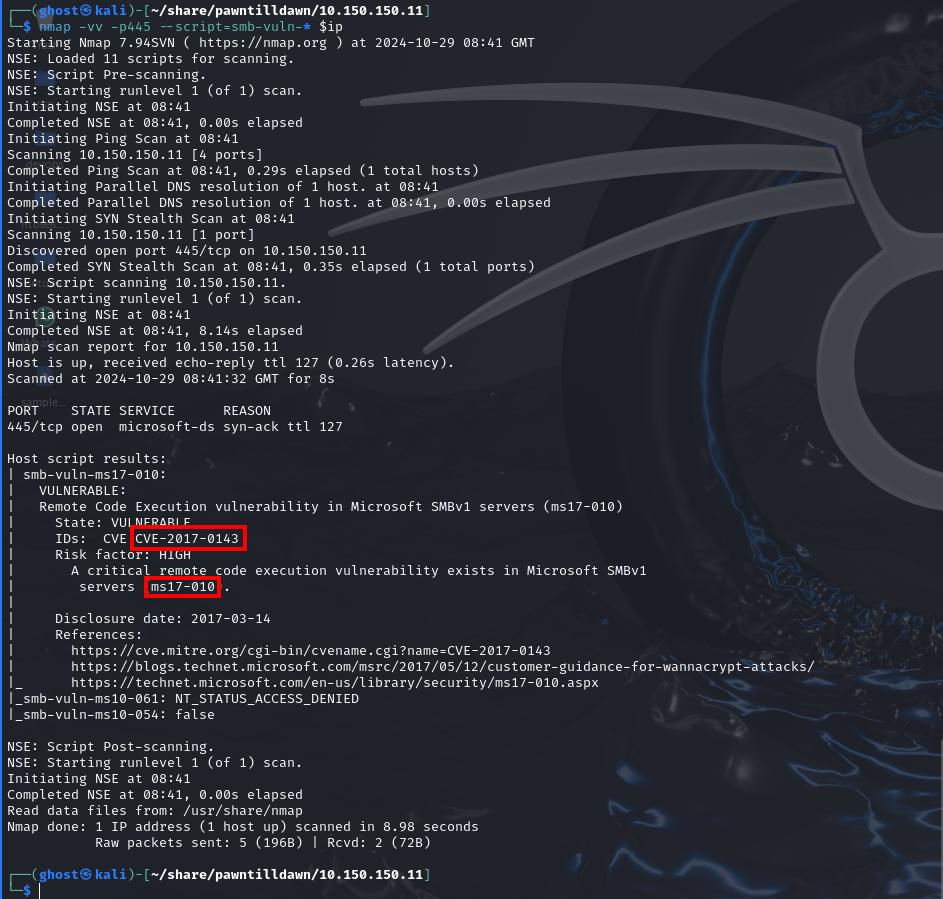 ┌──(ghost㉿kali)-[~/share/pawntilldawn/10.150.150.11]
└─$ nmap -vv -p445 --script=smb-vuln-* $ip
Starting Nmap 7.94SVN ( https://nmap.org ) at 2024-10-29 08:41 GMT
NSE: Loaded 11 scripts for scanning.
NSE: Script Pre-scanning.
NSE: Starting runlevel 1 (of 1) scan.
Initiating NSE at 08:41
Completed NSE at 08:41, 0.00s elapsed
Initiating Ping Scan at 08:41
Scanning 10.150.150.11 [4 ports]
Completed Ping Scan at 08:41, 0.29s elapsed (1 total hosts)
Initiating Parallel DNS resolution of 1 host. at 08:41
Completed Parallel DNS resolution of 1 host. at 08:41, 0.00s elapsed
Initiating SYN Stealth Scan at 08:41
Scanning 10.150.150.11 [1 port]
Discovered open port 445/tcp on 10.150.150.11
Completed SYN Stealth Scan at 08:41, 0.35s elapsed (1 total ports)
NSE: Script scanning 10.150.150.11.
NSE: Starting runlevel 1 (of 1) scan.
Initiating NSE at 08:41
Completed NSE at 08:41, 8.14s elapsed
Nmap scan report for 10.150.150.11
Host is up, received echo-reply ttl 127 (0.26s latency).
Scanned at 2024-10-29 08:41:32 GMT for 8s
sample...
PORT    STATE SERVICE      REASON
445/tcp open  microsoft-ds syn-ack ttl 127
Host script results:
| smb-vuln-ms17-010:
|   VULNERABLE:
|   Remote Code Execution vulnerability in Microsoft SMBv1 servers (ms17-010)
|     State: VULNERABLE
|     IDs:  CVE CVE-2017-0143
|     Risk factor: HIGH
|       A critical remote code execution vulnerability exists in Microsoft SMBv1
|        servers ms17-010 .
|
|     Disclosure date: 2017-03-14
|     References:
|       https://cve.mitre.org/cgi-bin/cvename.cgi?name=CVE-2017-0143
|       https://blogs.technet.microsoft.com/msrc/2017/05/12/customer-guidance-for-wannacrypt-attacks/
|_      https://technet.microsoft.com/en-us/library/security/ms17-010.aspx
|_smb-vuln-ms10-061: NT_STATUS_ACCESS_DENIED
|_smb-vuln-ms10-054: false
NSE: Script Post-scanning.
NSE: Starting runlevel 1 (of 1) scan.
Initiating NSE at 08:41
Completed NSE at 08:41, 0.00s elapsed
Read data files from: /usr/share/nmap
Nmap done: 1 IP address (1 host up) scanned in 8.98 seconds
           Raw packets sent: 5 (196B) | Rcvd: 2 (72B)
┌──(ghost㉿kali)-[~/share/pawntilldawn/10.150.150.11]
└─$